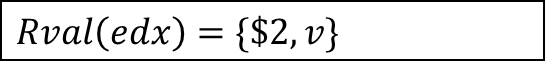 Rval(edx) = {$2, v}